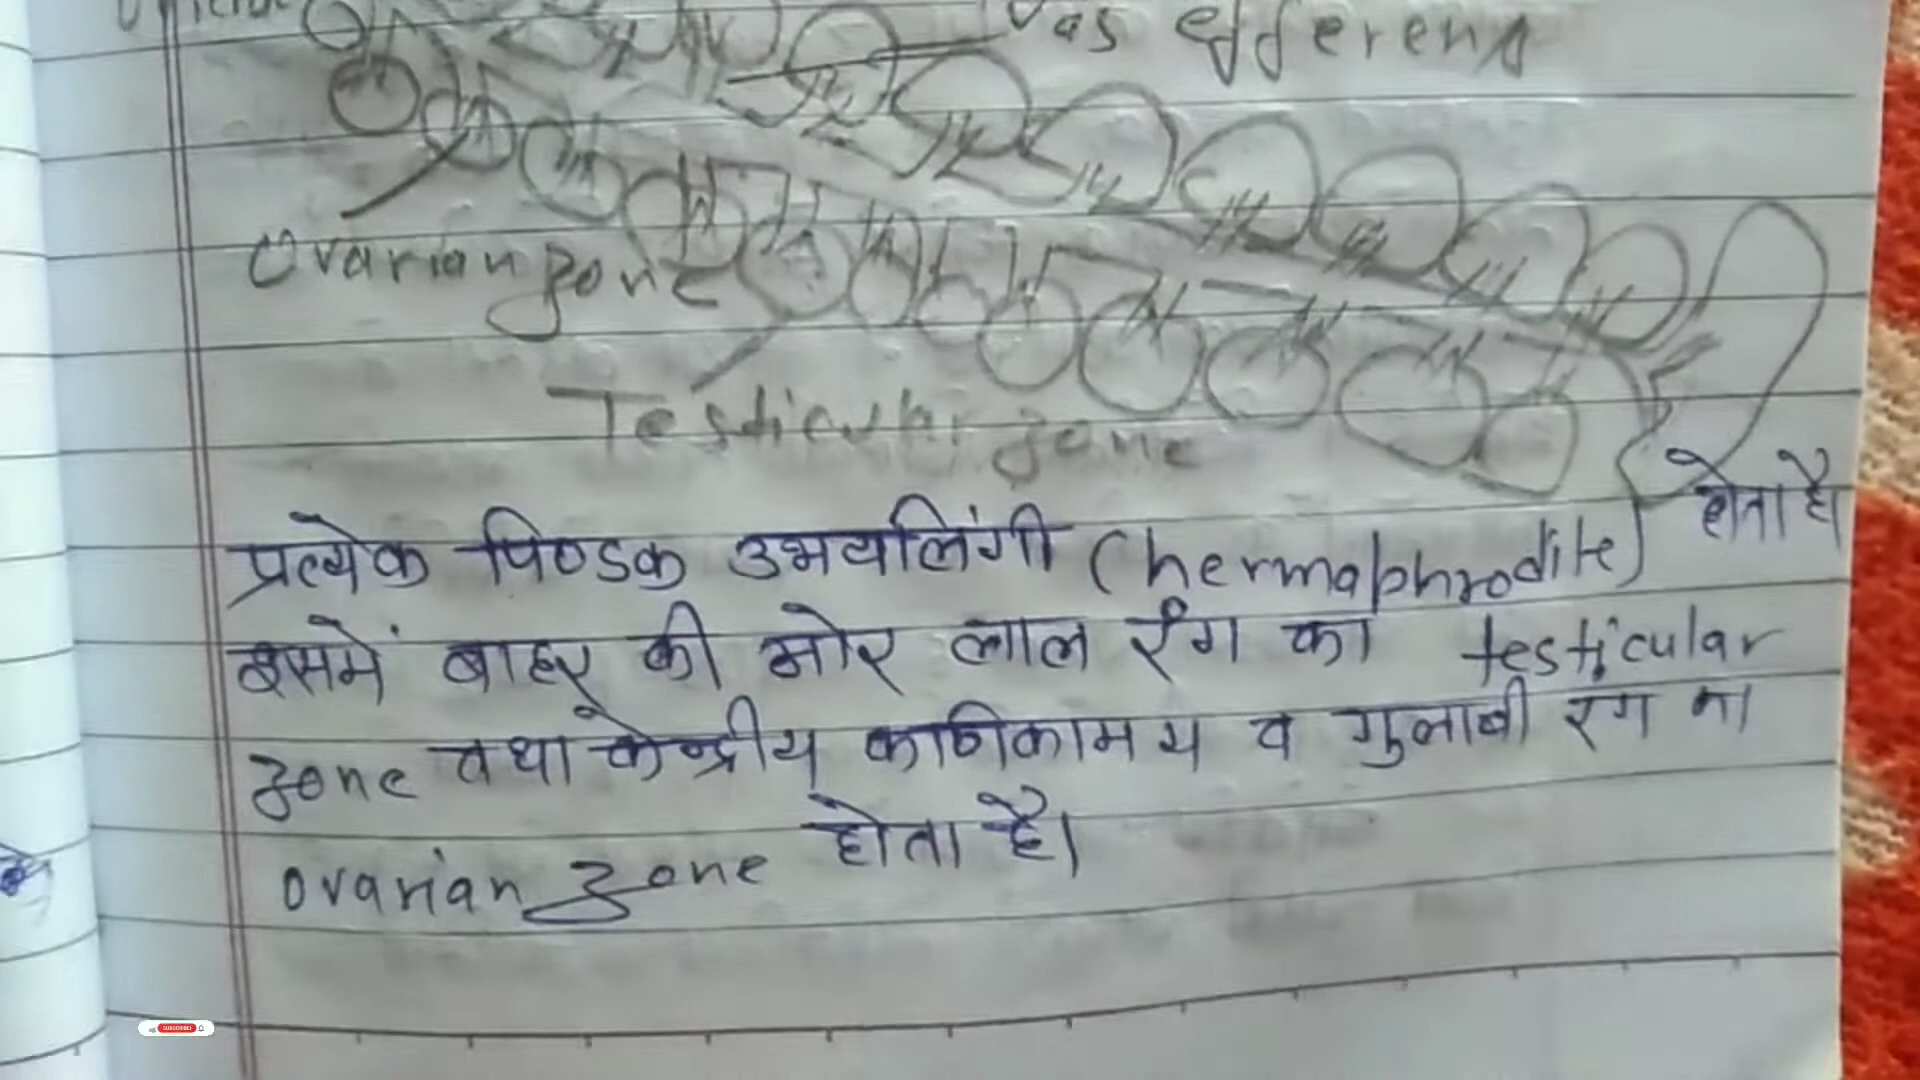 Vas efferens
Ovarian zone
Testicular zone
प्रत्येक पिण्डक उभयलिंगी (hermaphrodite) होता है।
इसमें बाहर की ओर लाल रंग का testicular
zone तथा केन्द्रीय कणिकामय व गुलाबी रंग का
ovarian zone होता है।
SUBSCRIBE